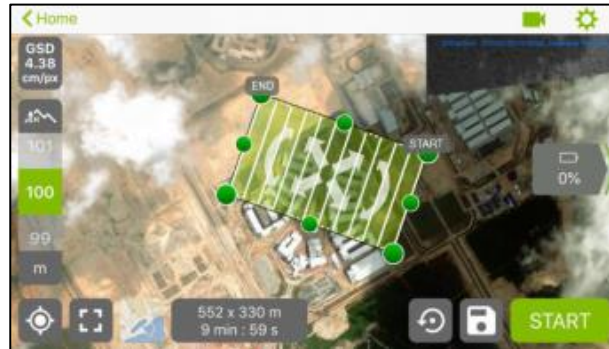 Home
GSD
4.38
cm/px
END
START
101
100
99
m
0%
552 x 330 m
9 min : 59 s
START